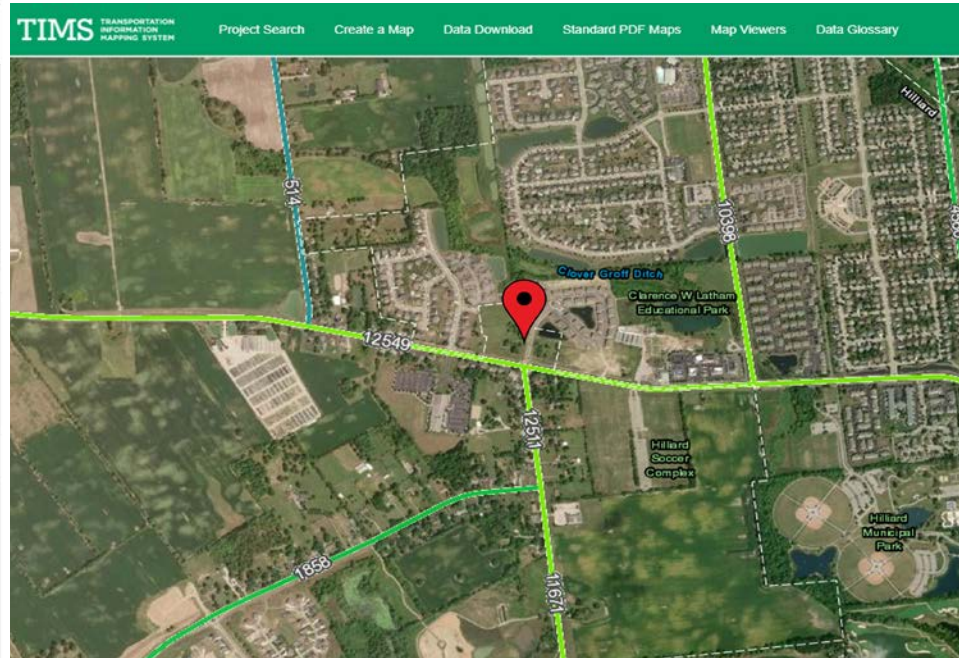 TIMS
TRANSPORTATION
INFORMATION
MAPPING SYSTEM
Project Search
Create a Map
Data Download
Standard PDF Maps
Map Viewers
Data Glossary
Hilliard
514
10398
Clover Groff Ditch
Clarence W Latham
Educational Park
12549
12511
Hilliard
Soccer
Complex
Hilliard
Municipal
Park
1858
11671